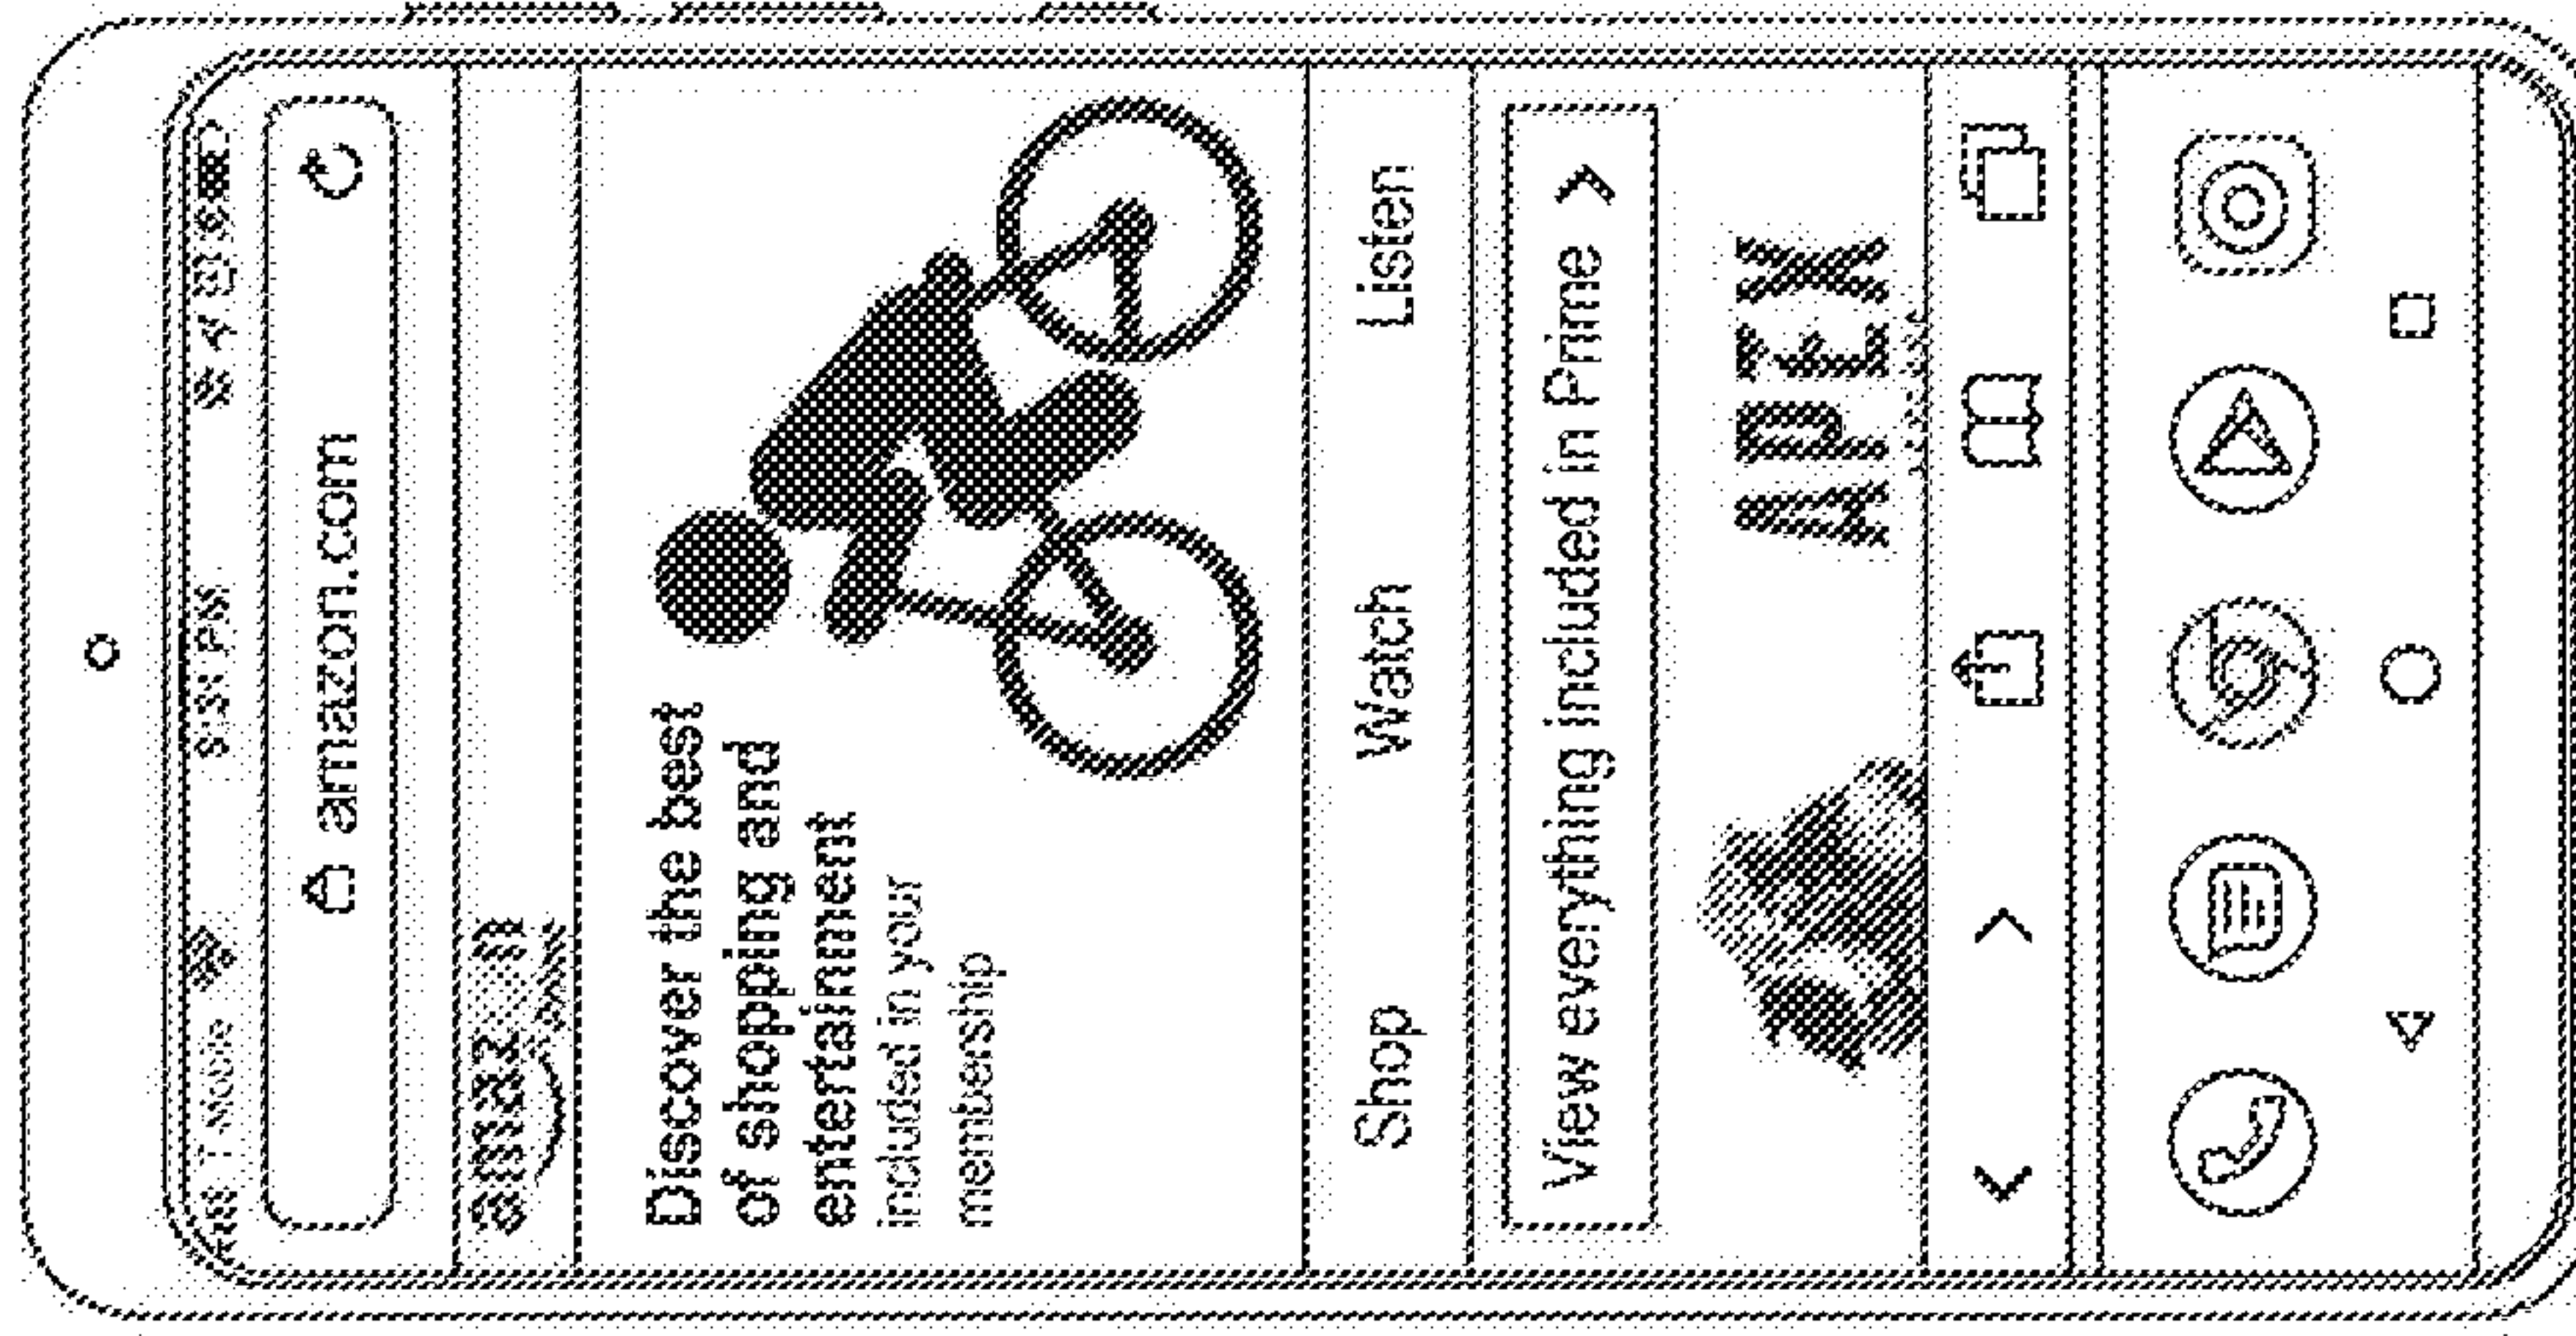 amazon.com
Discover the best
of shopping and
entertainment
included in your
membership
Shop Watch Listen
View everything included in Prime
APEX